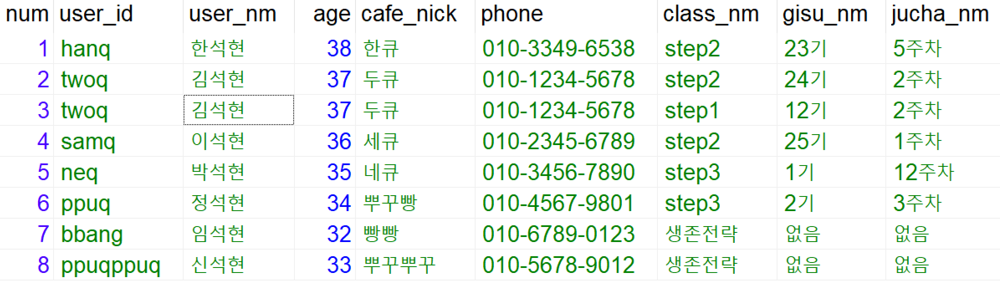 num user_id user_nm age cafe_nick phone class_nm gisu_nm jucha_nm
1 hanq 한석현 38 한큐 010-3349-6538 step2 23기 5주차
2 twoq 김석현 37 두큐 010-1234-5678 step2 24기 2주차
3 twoq 김석현 37 두큐 010-1234-5678 step1 12기 2주차
4 samq 이석현 36 세큐 010-2345-6789 step2 25기 1주차
5 neq 박석현 35 네큐 010-3456-7890 step3 1기 12주차
6 ppuq 정석현 34 뿌꾸빵 010-4567-9801 step3 2기 3주차
7 bbang 임석현 32 빵빵 010-6789-0123 생존전략 없음 없음
8 ppuqppuq 신석현 33 뿌꾸뿌꾸 010-5678-9012 생존전략 없음 없음